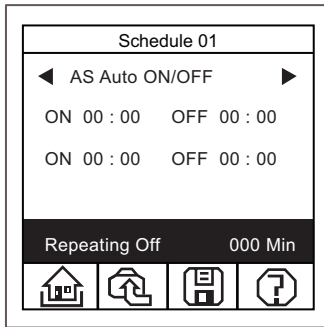 Schedule 01
AS Auto ON/OFF
ON 00 : 00 OFF 00 : 00
ON 00 : 00 OFF 00 : 00
Repeating Off 000 Min
?